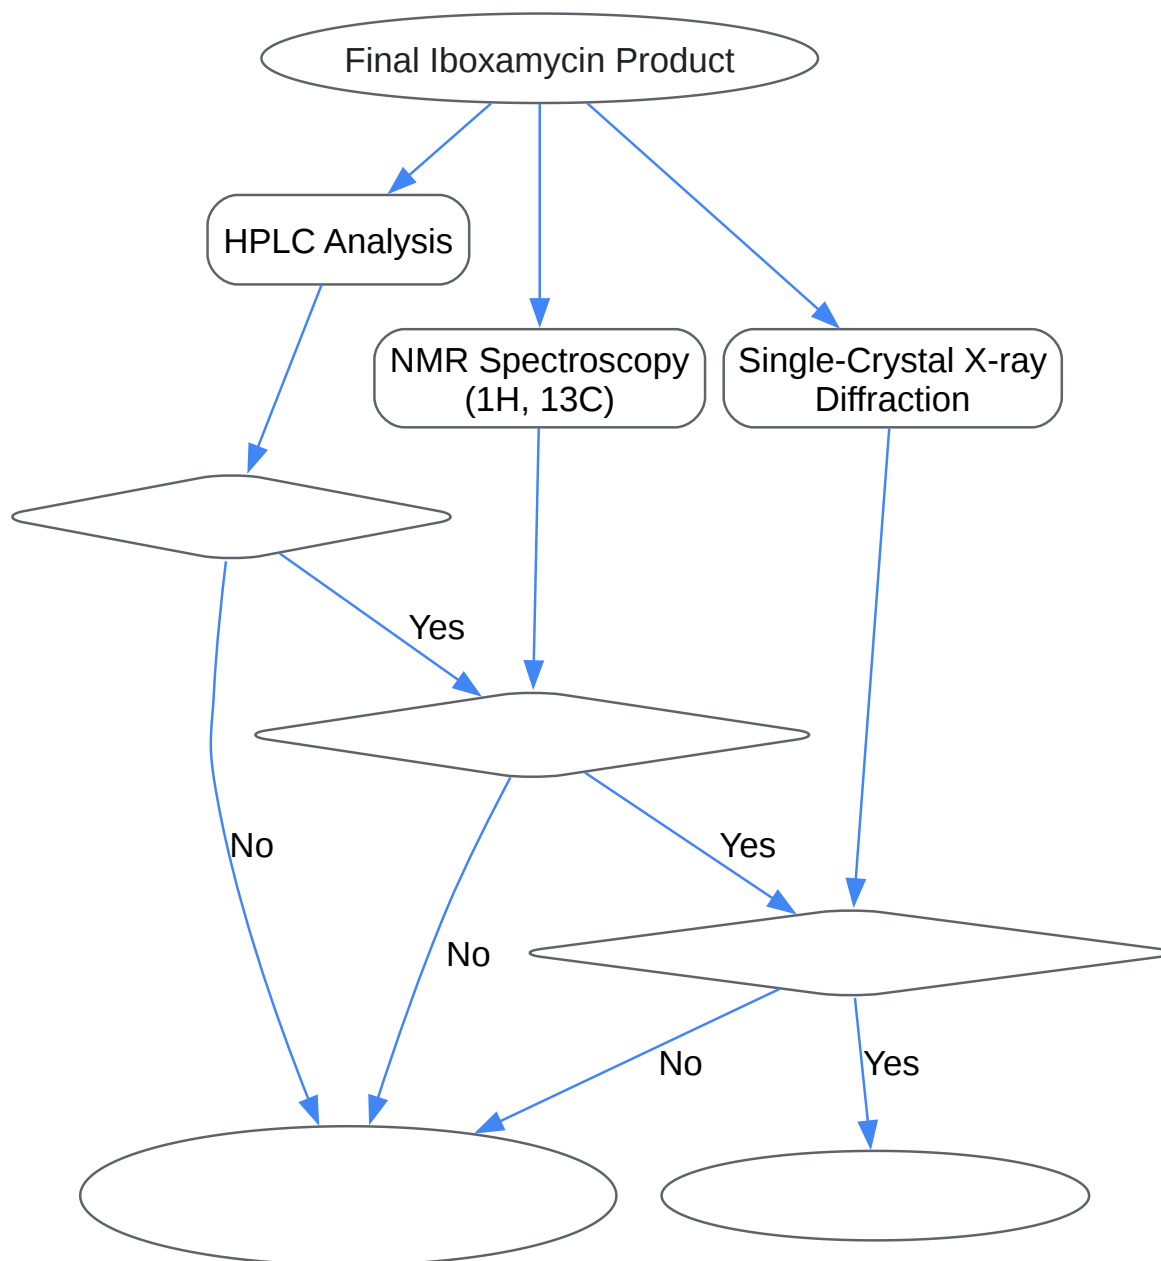 Final Iboxamycin Product
HPLC Analysis
NMR Spectroscopy
(1H, 13C)
Single-Crystal X-ray
Diffraction
Yes
No
Yes
No
No
Yes